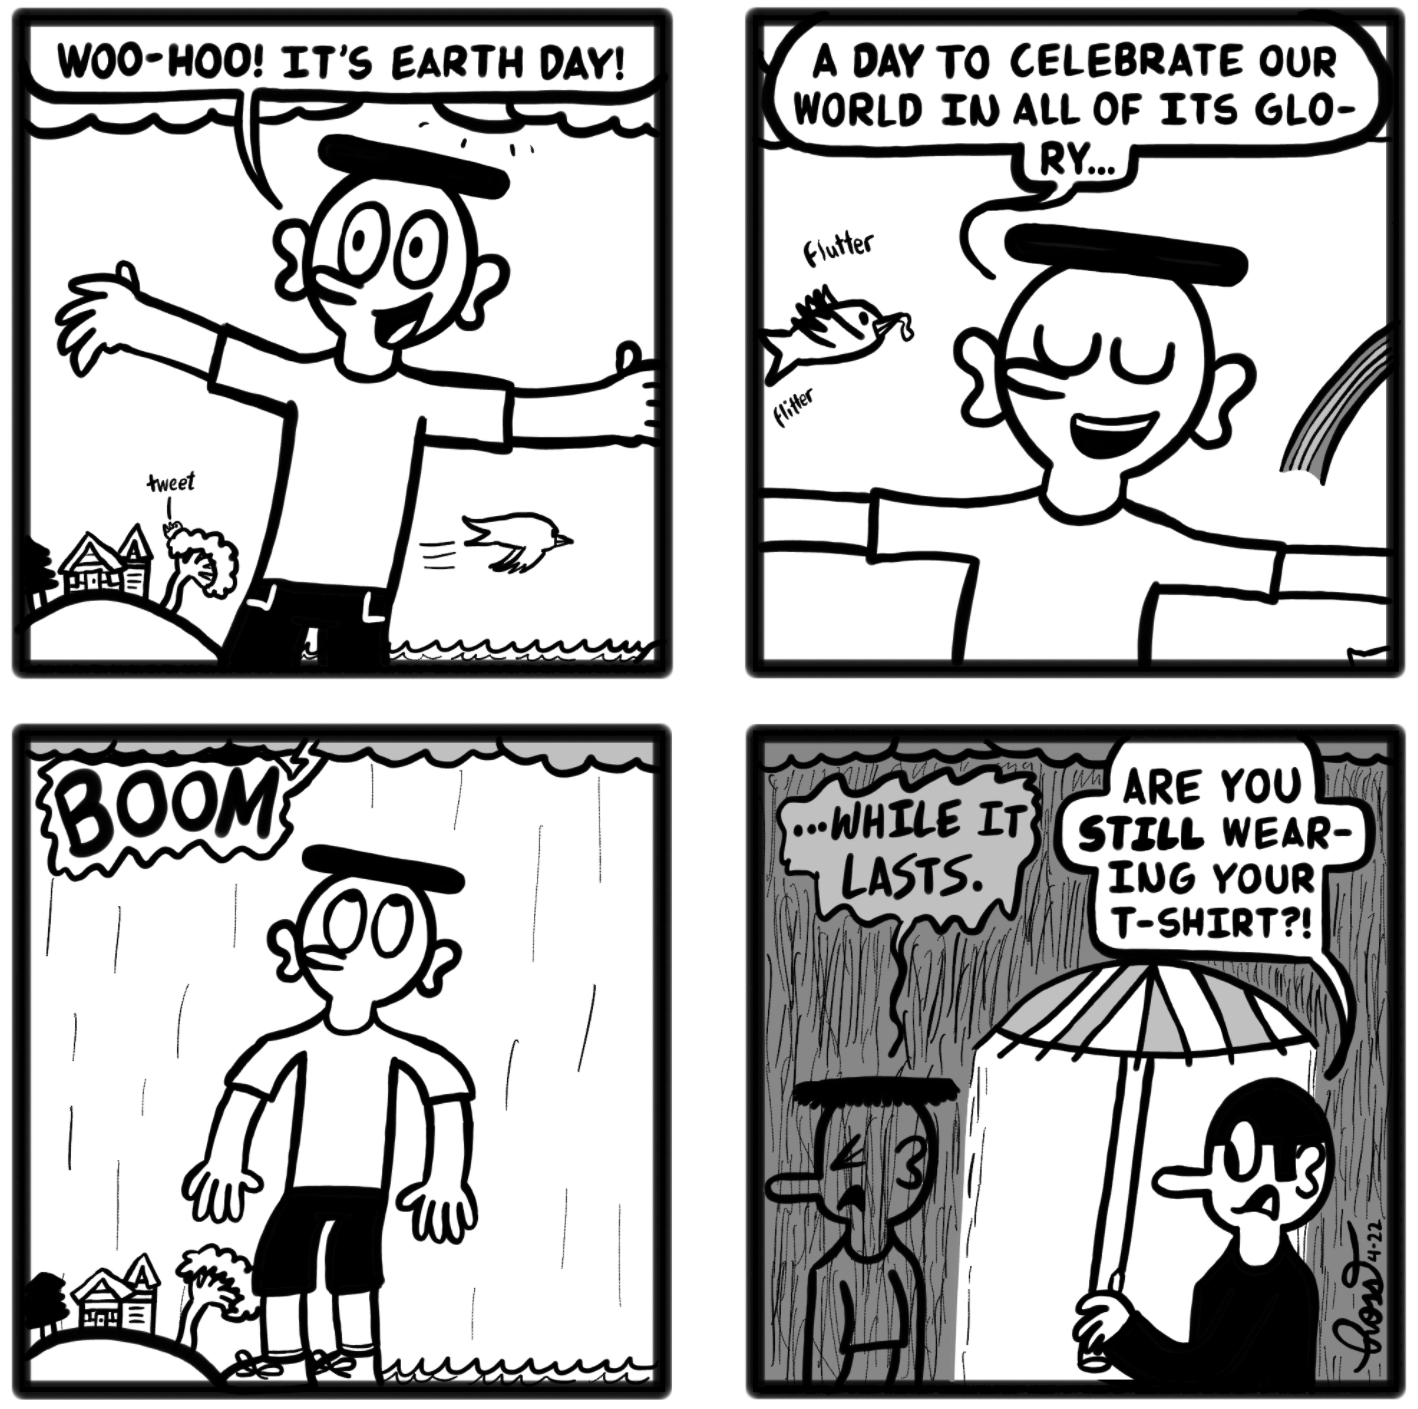 WOO-HOO! IT'S EARTH DAY!
tweet
A DAY TO CELEBRATE OUR
WORLD IN ALL OF ITS GLO-
RY...
flutter
flitter
BOOM
...WHILE IT
LASTS.
ARE YOU
STILL WEAR-
ING YOUR
T-SHIRT?!
Ross 4-22